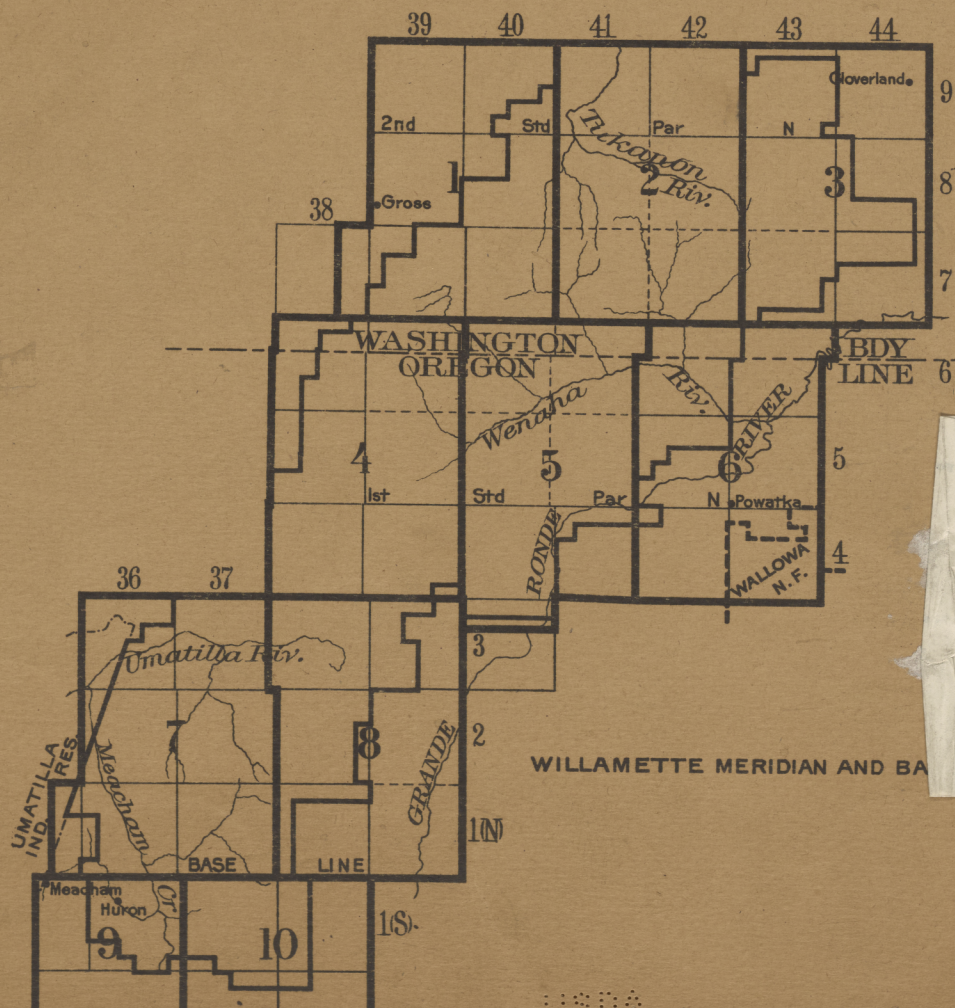 39 40 41 42 43 44
Cloverland
9
2nd Std Par N
Tukanon
Riv.
1 2 3
8
Gross
38
7
WASHINGTON BDY
OREGON LINE
6
Wenaha Riv.
RIVER
4 5 6
5
1st Std Par N Powatka
RONDE
WALLOWA
N. F.
4
36 37
3
Umatilla Riv.
7 8
2
UMATILLA
IND. RES.
Meacham
GRANDE
WILLAMETTE MERIDIAN AND BA
1(N)
BASE LINE
Meacham
Huron
Cr
1(S).
9 10
USDA